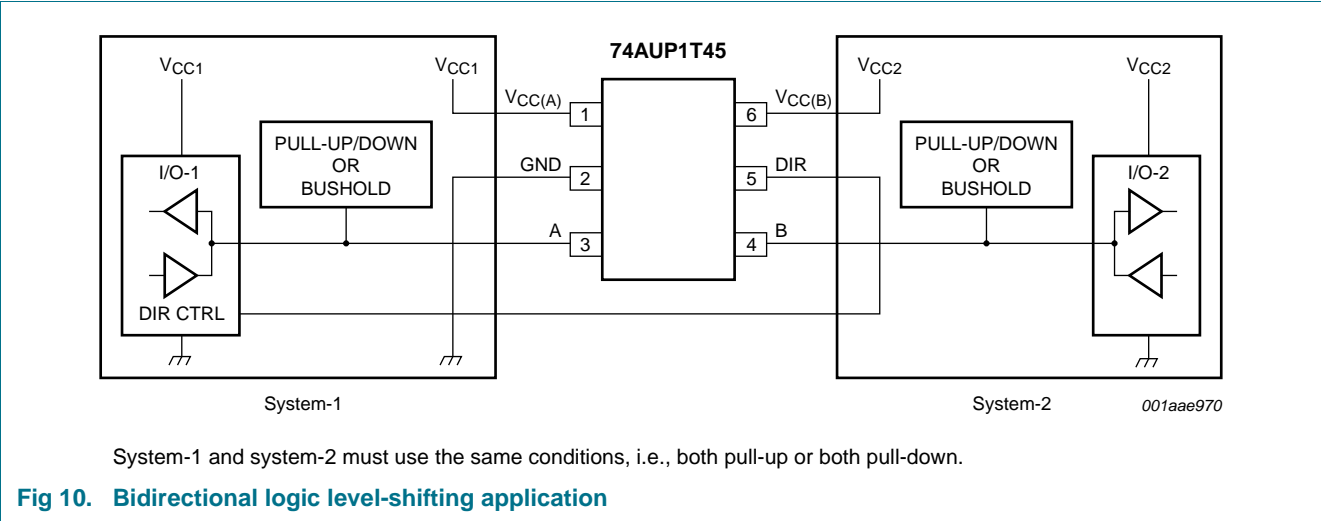 74AUP1T45
VCC1
VCC1
VCC(A)
1
6
VCC(B)
VCC2
VCC2
PULL-UP/DOWN
OR
BUSHOLD
PULL-UP/DOWN
OR
BUSHOLD
I/O-1
GND
2
5
DIR
I/O-2
A
3
4
B
DIR CTRL
System-1
System-2
001aae970
System-1 and system-2 must use the same conditions, i.e., both pull-up or both pull-down.
Fig 10. Bidirectional logic level-shifting application